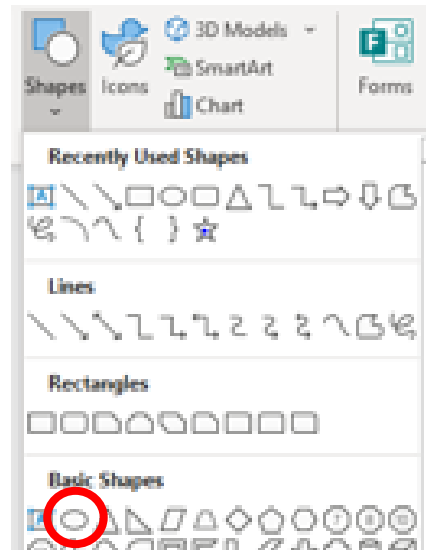 3D Models
SmartArt
Shapes Icons Forms
Chart
Recently Used Shapes
Lines
Rectangles
Basic Shapes